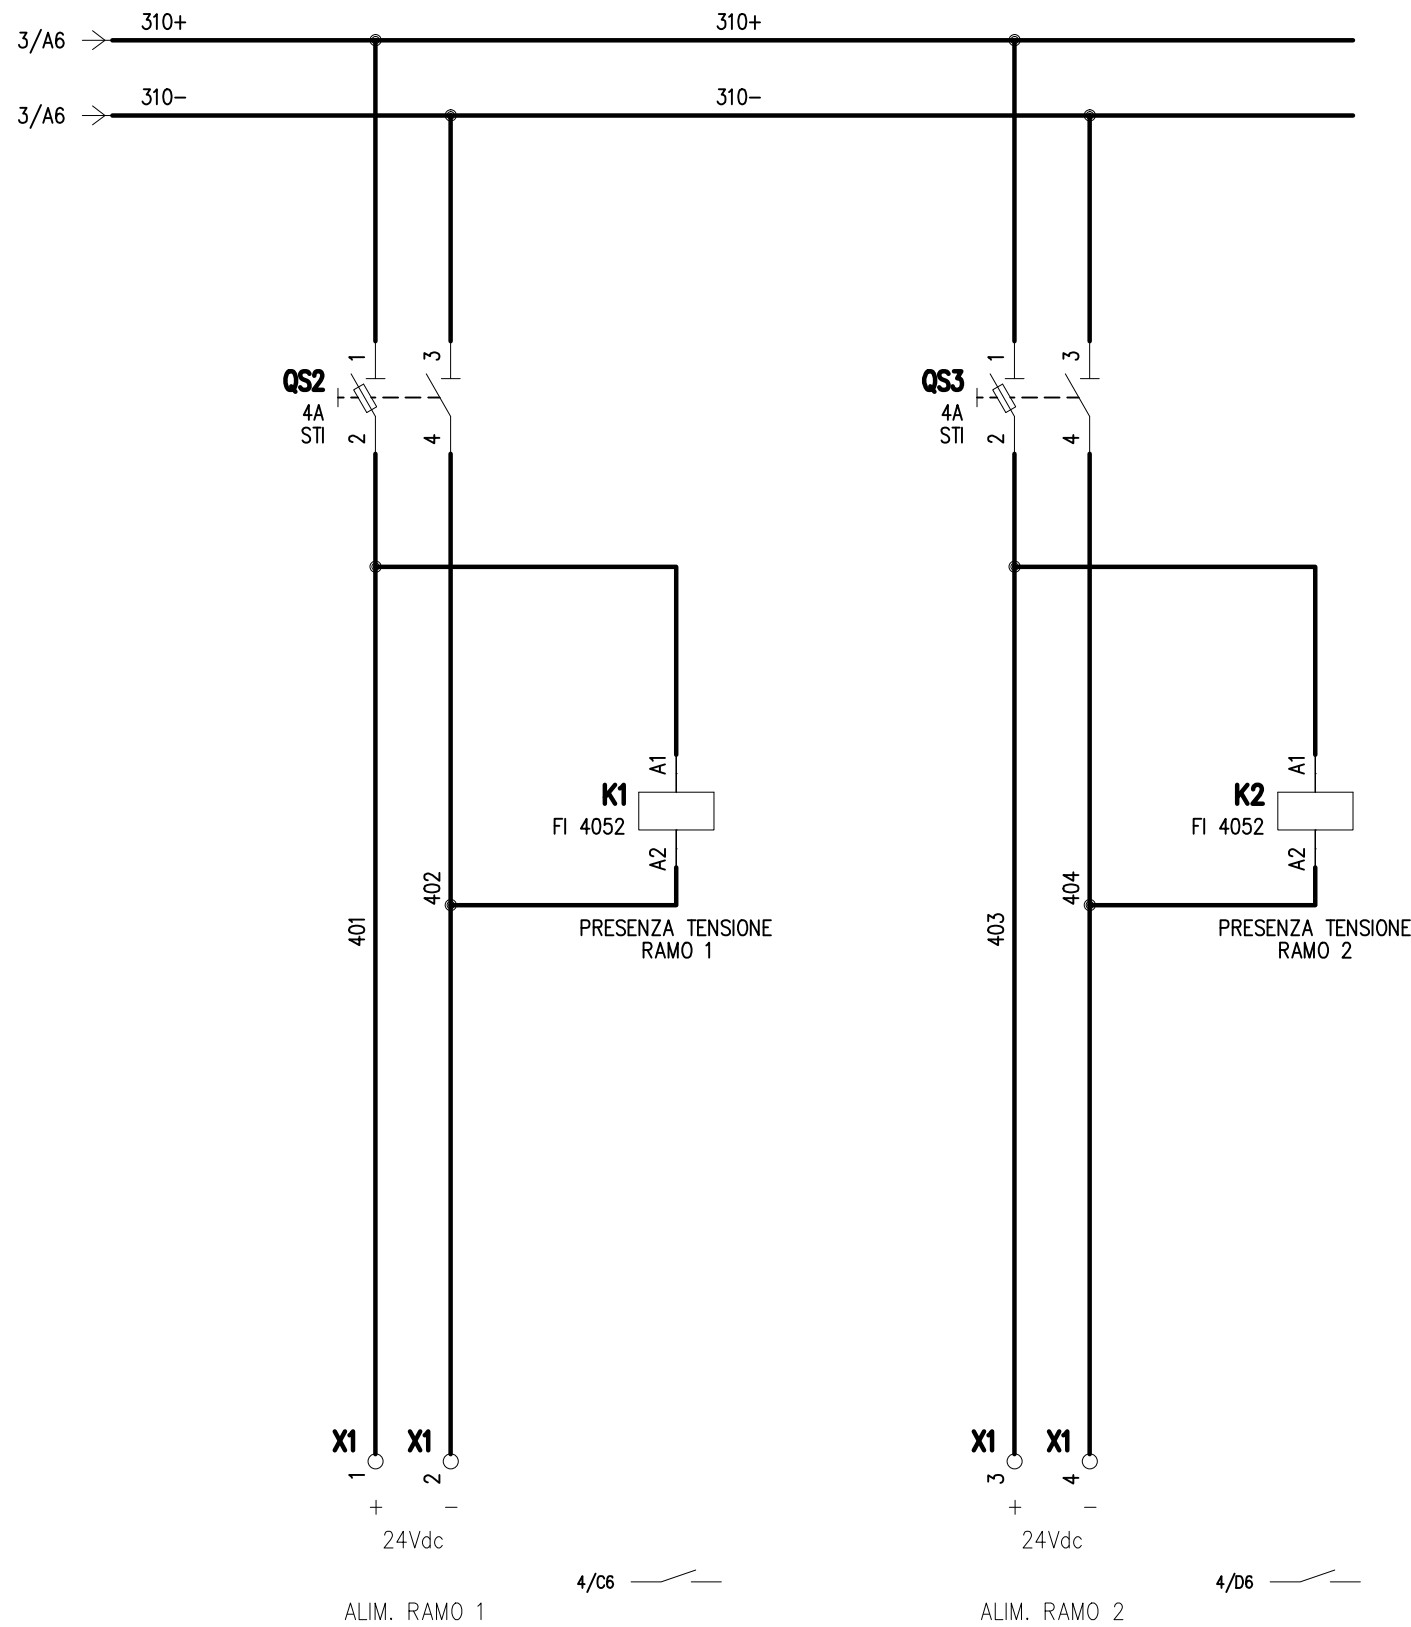 310+ 310+
3/A6
310- 310-
3/A6
1 3 1 3
QS2 QS3
4A 4A
STI STI
2 4 2 4
A1 A1
K1 K2
FI 4052 FI 4052
A2 A2
402 404
401 403
PRESENZA TENSIONE PRESENZA TENSIONE
RAMO 1 RAMO 2
X1 X1 X1 X1
1 2 3 4
+ - + -
24Vdc 24Vdc
4/C6 4/D6
ALIM. RAMO 1 ALIM. RAMO 2